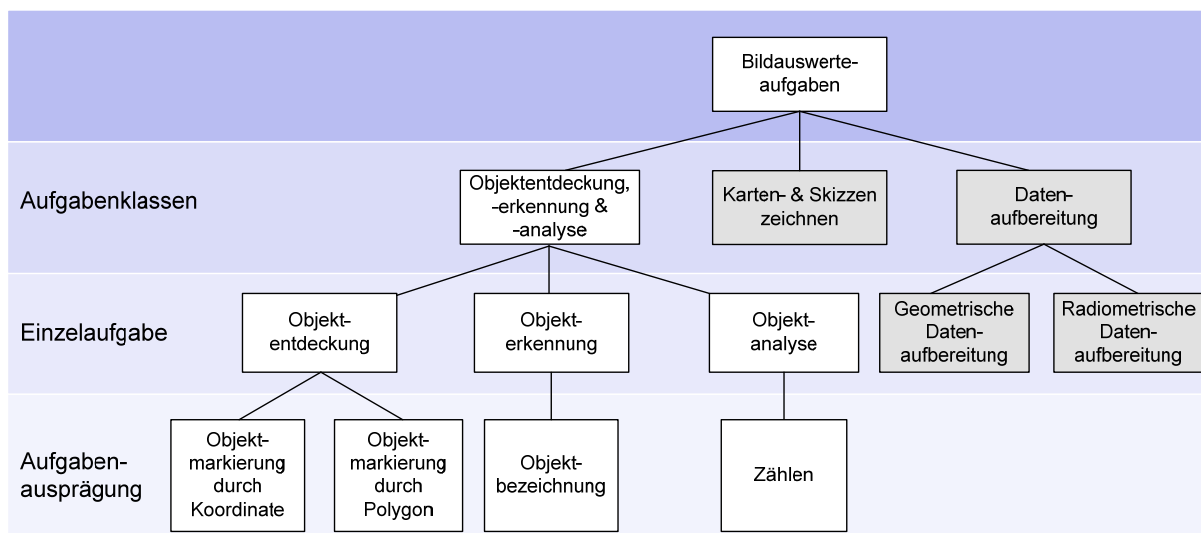 Bildauswerte-
aufgaben
Aufgabenklassen
Objektentdeckung,
-erkennung &
-analyse
Karten- & Skizzen
zeichnen
Daten-
aufbereitung
Einzelaufgabe
Objekt-
entdeckung
Objekt-
erkennung
Objekt-
analyse
Geometrische
Daten-
aufbereitung
Radiometrische
Daten-
aufbereitung
Aufgaben-
ausprägung
Objekt-
markierung
durch
Koordinate
Objekt-
markierung
durch
Polygon
Objekt-
bezeichnung
Zählen